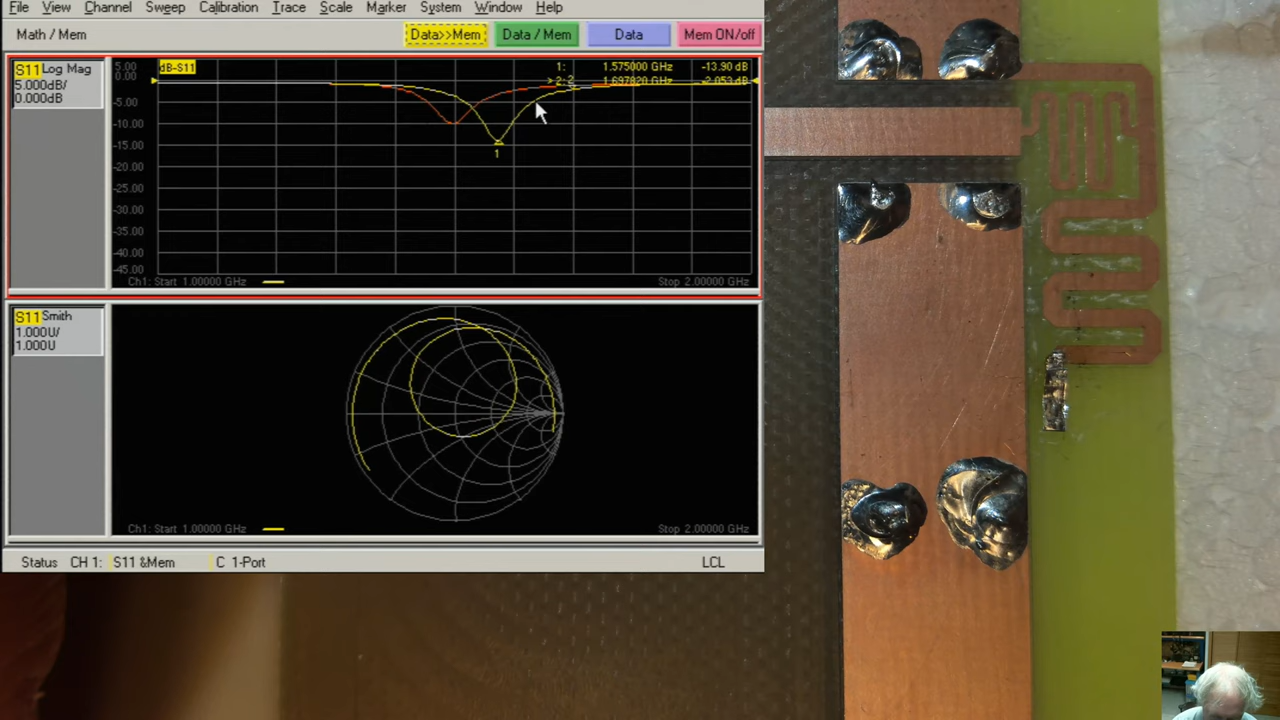 File View Channel Sweep Calibration Trace Scale Marker System Window Help
Math / Mem Data>>Mem Data / Mem Data Mem ON/off
S11 Log Mag
5.000dB/
0.000dB
dB-S11
1: 1.575000 GHz -13.90 dB
> 2: 1.697820 GHz -2.053 dB
5.00
0.00
-5.00
-10.00
-15.00
-20.00
-25.00
-30.00
-35.00
-40.00
-45.00
1
Ch1: Start 1.00000 GHz Stop 2.00000 GHz
S11 Smith
1.000U/
1.000U
Ch1: Start 1.00000 GHz Stop 2.00000 GHz
Status CH 1: S11 &Mem C 1-Port LCL